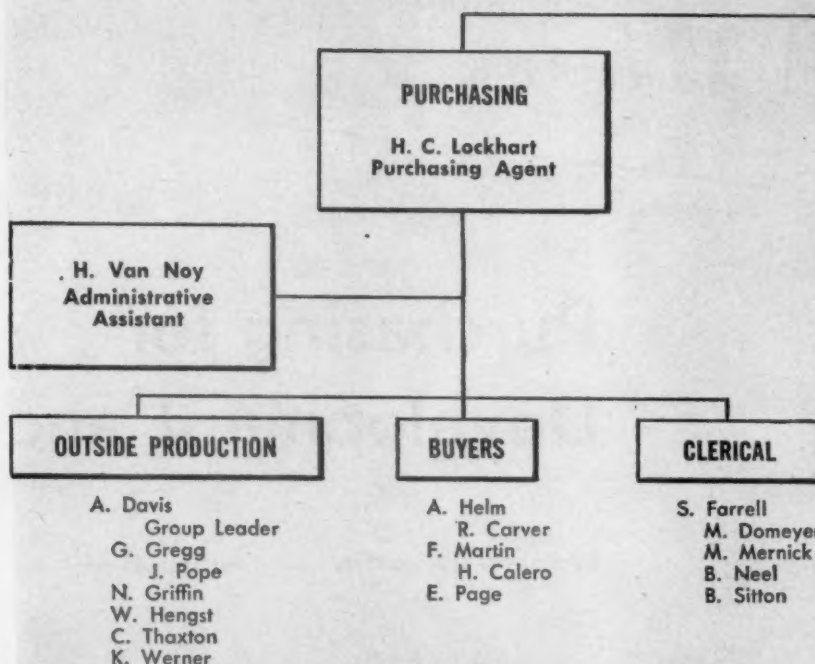 PURCHASING
H. C. Lockhart
Purchasing Agent
H. Van Noy
Administrative
Assistant
OUTSIDE PRODUCTION
A. Davis
Group Leader
G. Gregg
J. Pope
N. Griffin
W. Hengst
C. Thaxton
K. Werner
BUYERS
A. Helm
R. Carver
F. Martin
H. Calero
E. Page
CLERICAL
S. Farrell
M. Domeyer
M. Mernick
B. Neel
B. Sitton